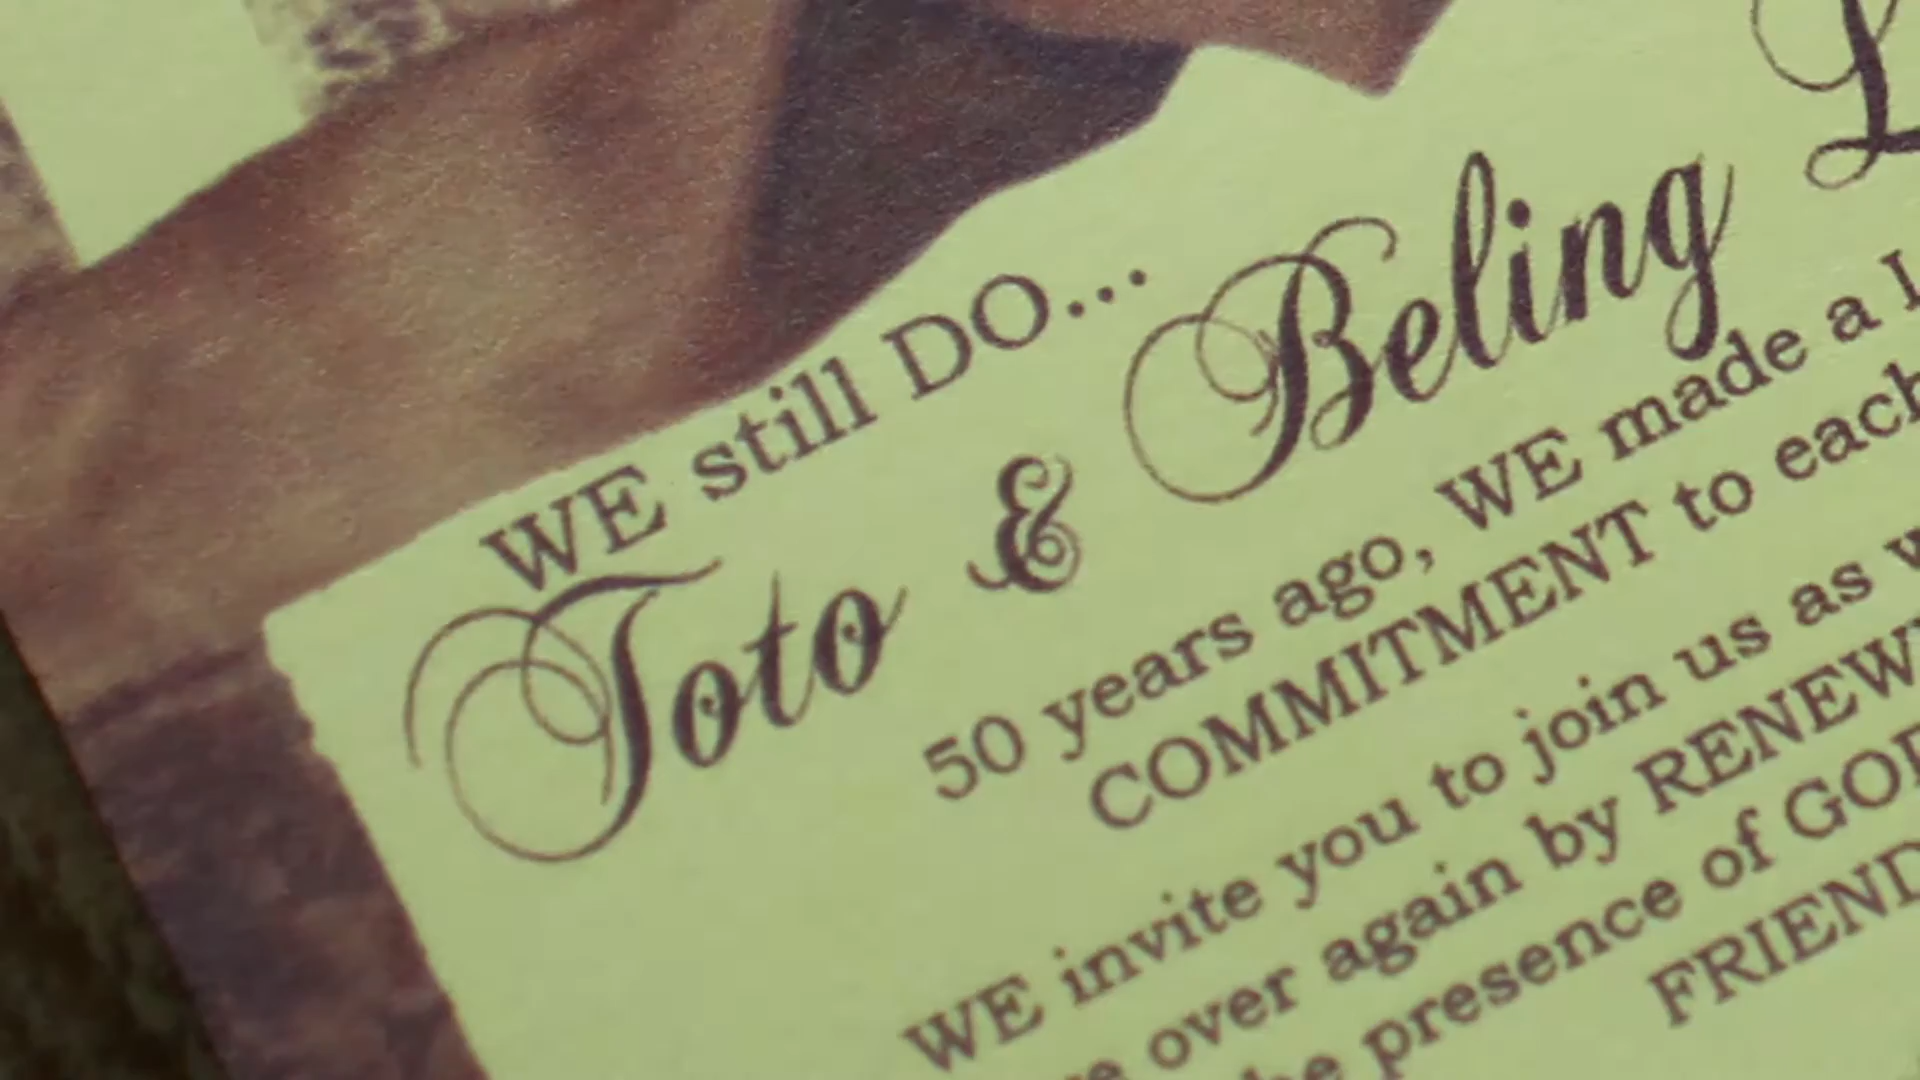 WE still DO...
Toto & Beling
50 years ago, WE made a
COMMITMENT to each
WE invite you to join us as
over again by
presence of